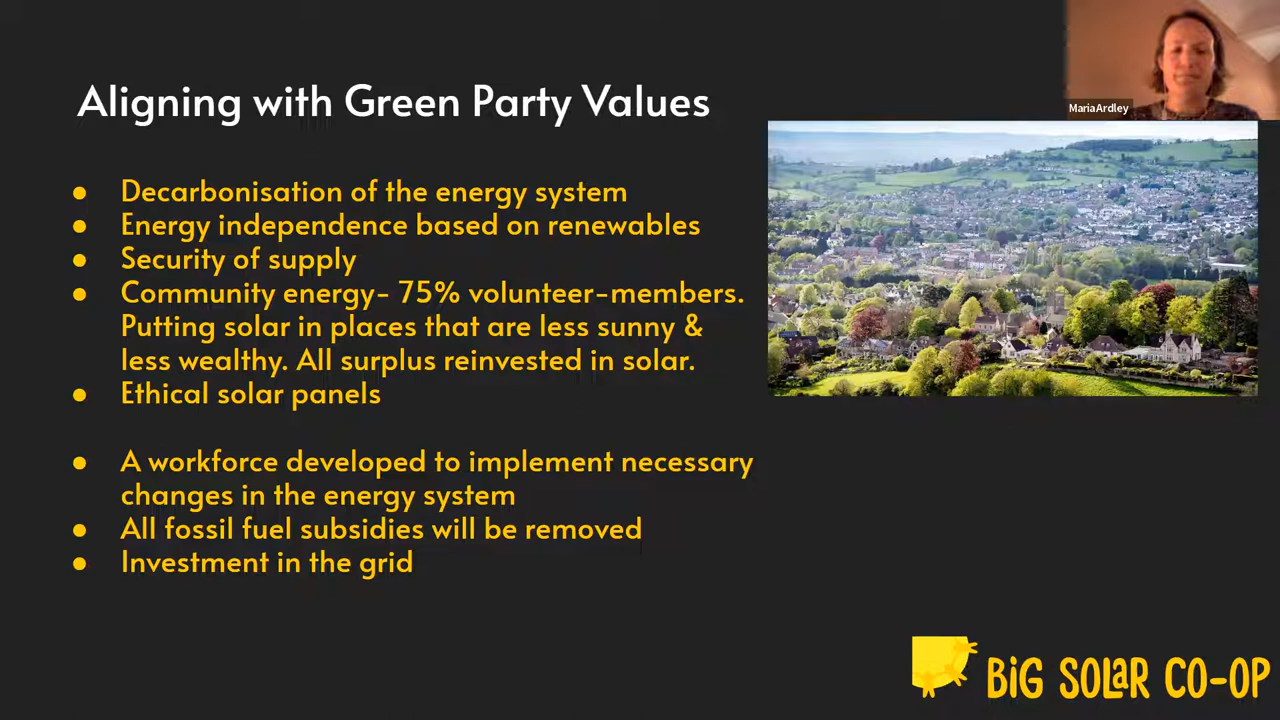 MariaArdley
Aligning with Green Party Values
● Decarbonisation of the energy system
● Energy independence based on renewables
● Security of supply
● Community energy- 75% volunteer-members.
Putting solar in places that are less sunny &
less wealthy. All surplus reinvested in solar.
● Ethical solar panels
● A workforce developed to implement necessary
changes in the energy system
● All fossil fuel subsidies will be removed
● Investment in the grid
BiG SOLAR CO-OP